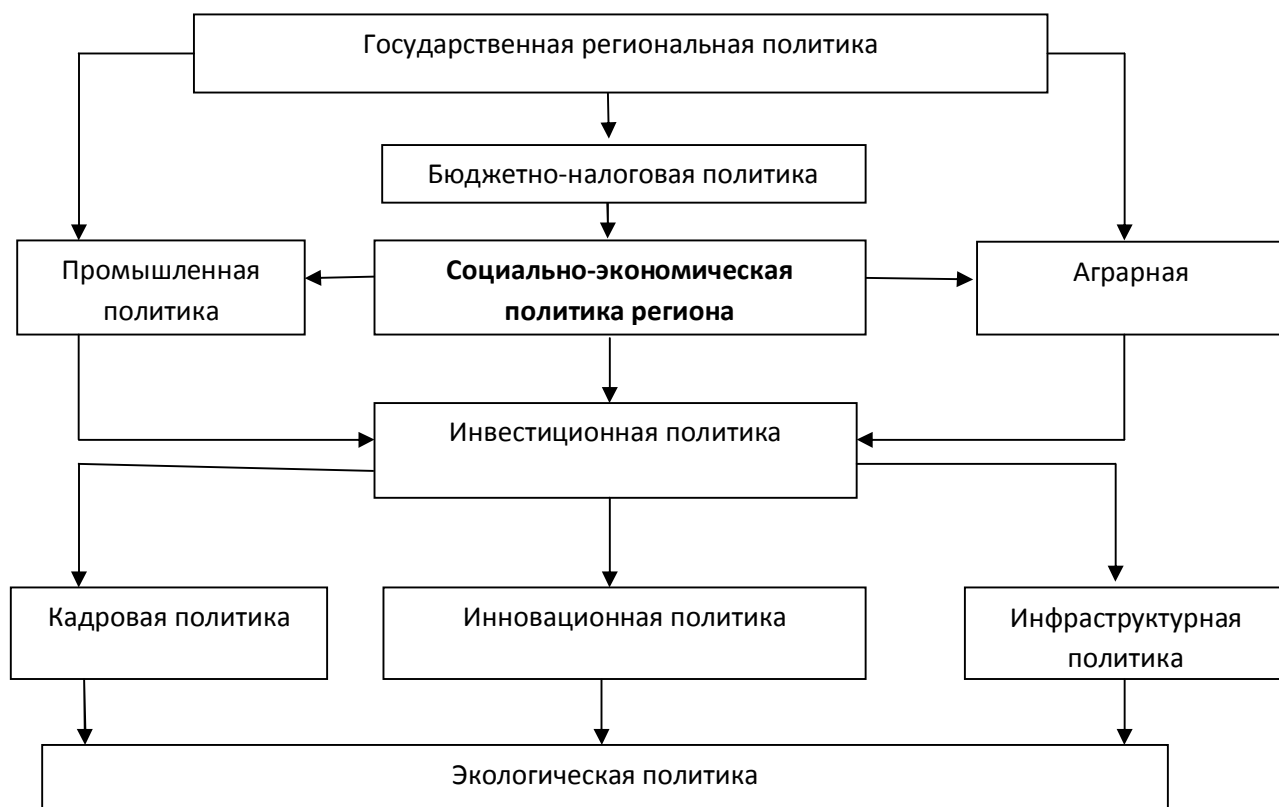 Государственная региональная политика
Бюджетно-налоговая политика
Промышленная
политика
Социально-экономическая
политика региона
Аграрная
Инвестиционная политика
Кадровая политика
Инновационная политика
Инфраструктурная
политика
Экологическая политика